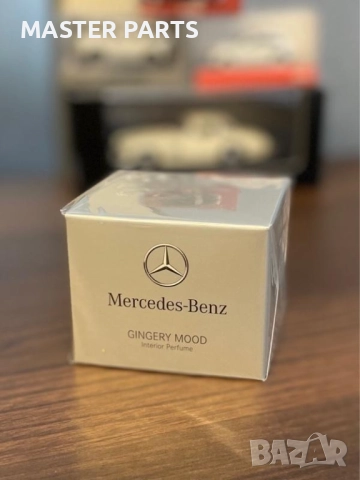 MASTER PARTS
Mercedes-Benz
GINGERY MOOD
Interior Perfume
BAZAR